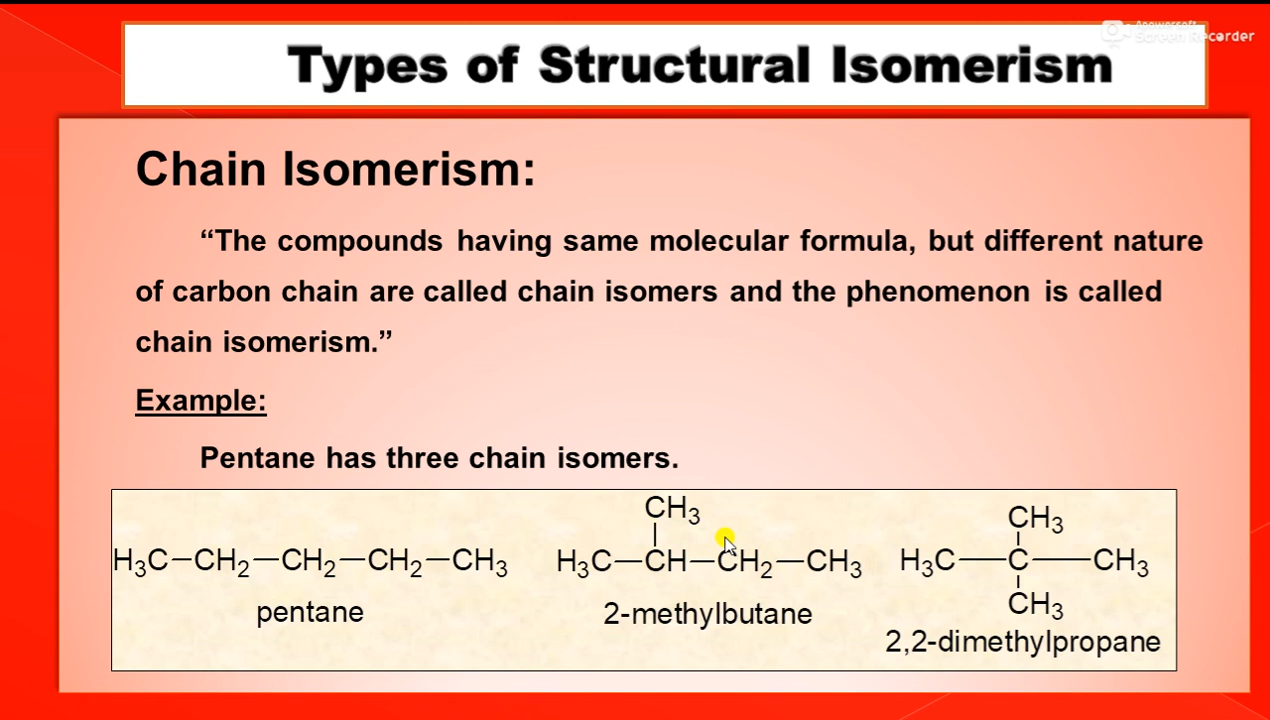 Apowersoft
Screen Recorder
Types of Structural Isomerism
Chain Isomerism:
“The compounds having same molecular formula, but different nature
of carbon chain are called chain isomers and the phenomenon is called
chain isomerism.”
Example:
Pentane has three chain isomers.
H₃C—CH₂—CH₂—CH₂—CH₃
pentane
CH₃
H₃C—CH—CH₂—CH₃
2-methylbutane
CH₃
H₃C—C—CH₃
CH₃
2,2-dimethylpropane